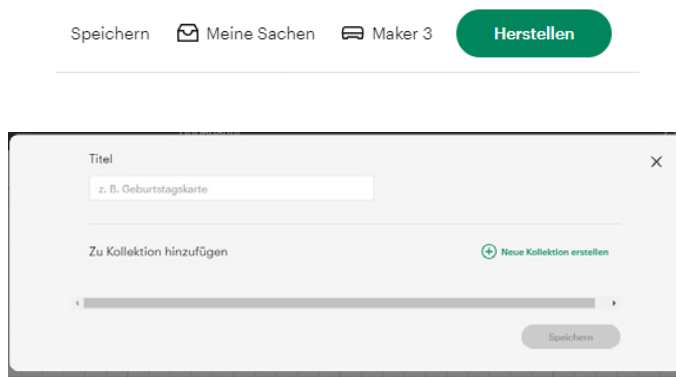 Speichern Meine Sachen Maker 3 Herstellen
Titel
z. B. Geburtstagskarte
Zu Kollektion hinzufügen Neue Kollektion erstellen
Speichern